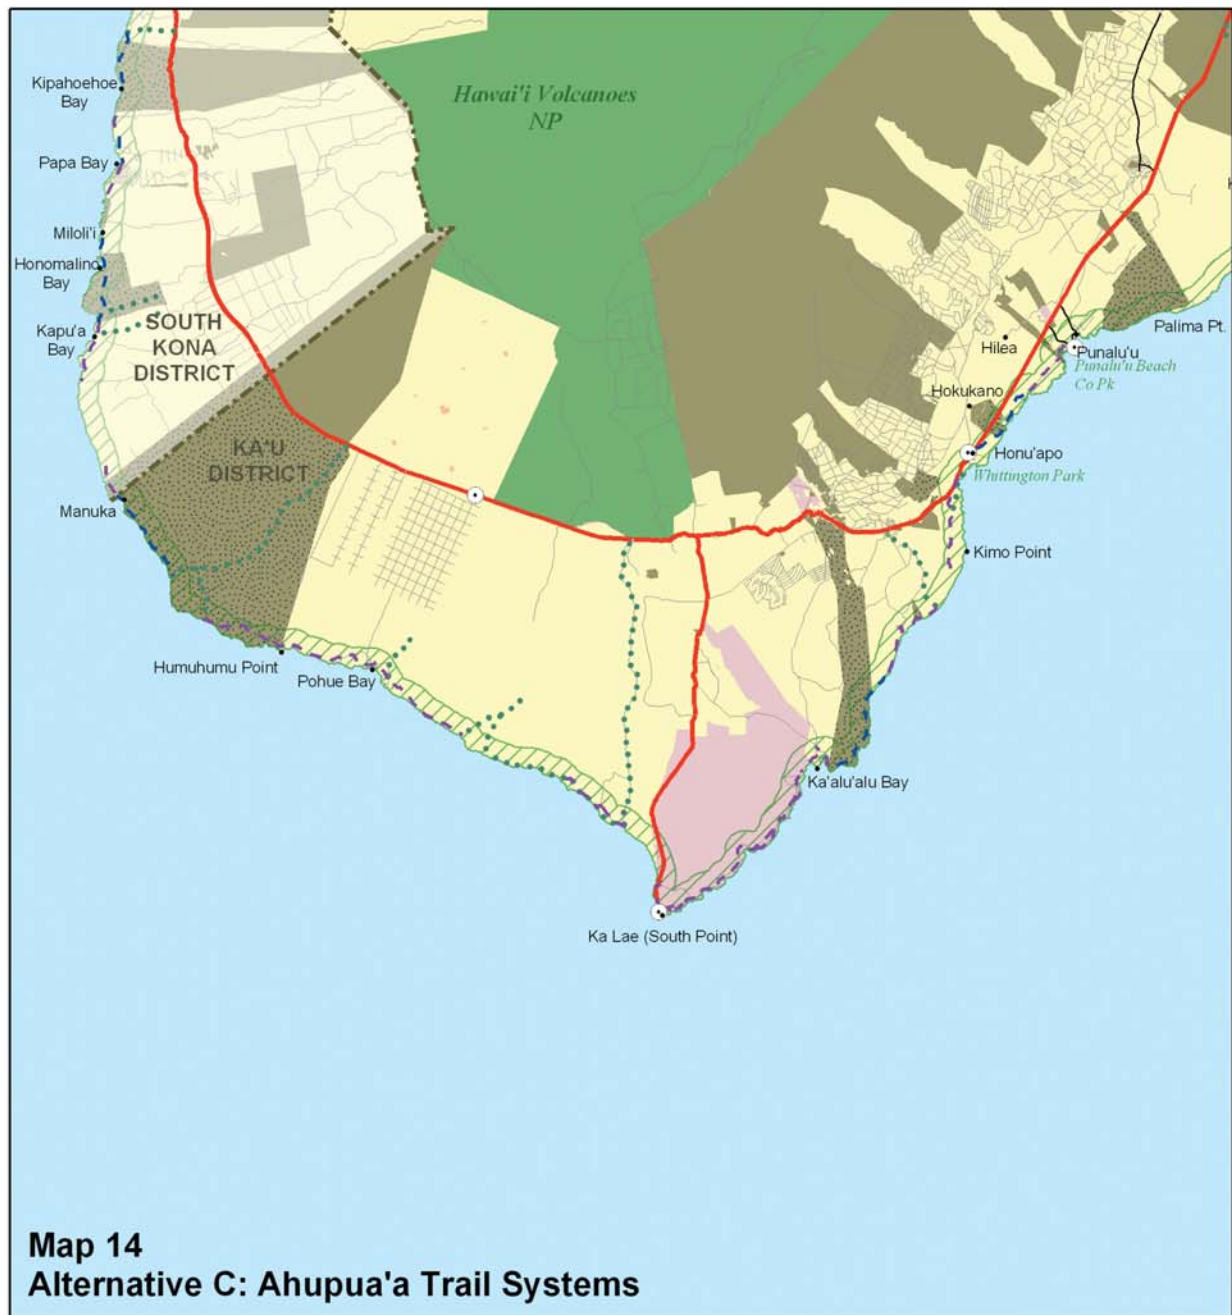 Hawai'i Volcanoes
NP
Kipahoehoe
Bay
Papa Bay
Miloli'i
Honomalino
Bay
Kapu'a
Bay
SOUTH
KONA
DISTRICT
Palima Pt.
Hilea
Punalu'u
Punalu'u Beach
Co Pk
Hokukano
KA'U
DISTRICT
Honu'apo
Whittington Park
Manuka
Kimo Point
Humuhumu Point
Pohue Bay
Ka'alu'alu Bay
Ka Lae (South Point)
Map 14
Alternative C: Ahupua'a Trail Systems